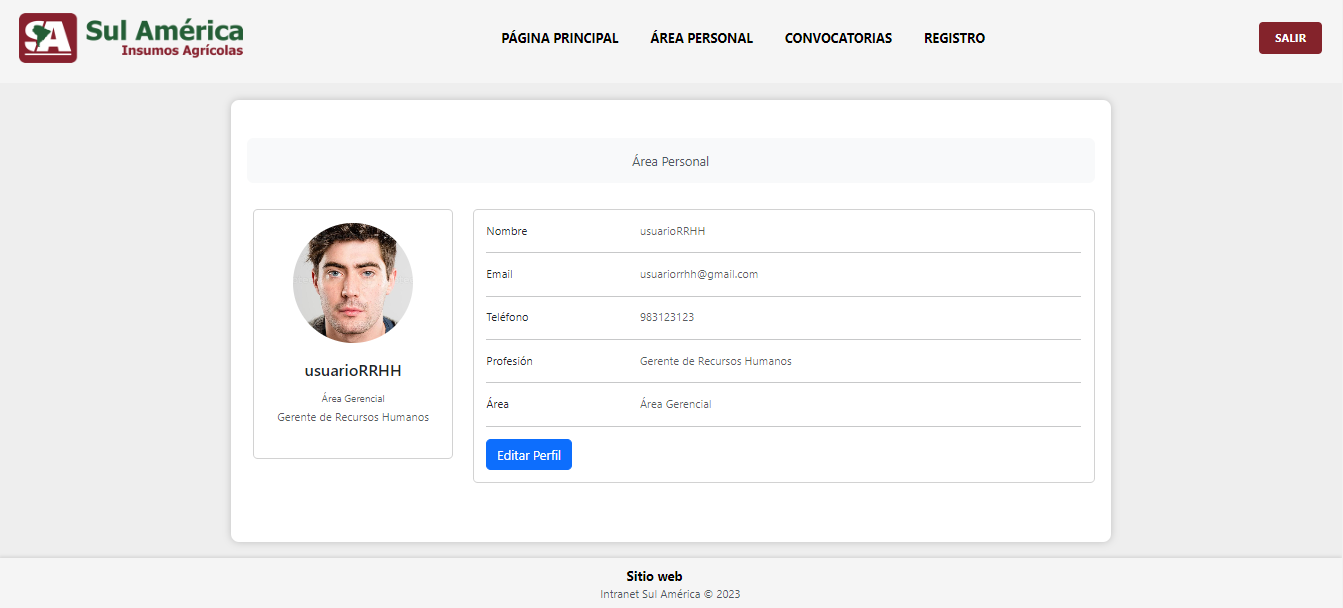 SA Sul América
Insumos Agrícolas
PÁGINA PRINCIPAL ÁREA PERSONAL CONVOCATORIAS REGISTRO SALIR
Área Personal
usuarioRRHH
Área Gerencial
Gerente de Recursos Humanos
Nombre usuarioRRHH
Email usuariorrhh@gmail.com
Teléfono 983123123
Profesión Gerente de Recursos Humanos
Área Área Gerencial
Editar Perfil
Sitio web
Intranet Sul América © 2023